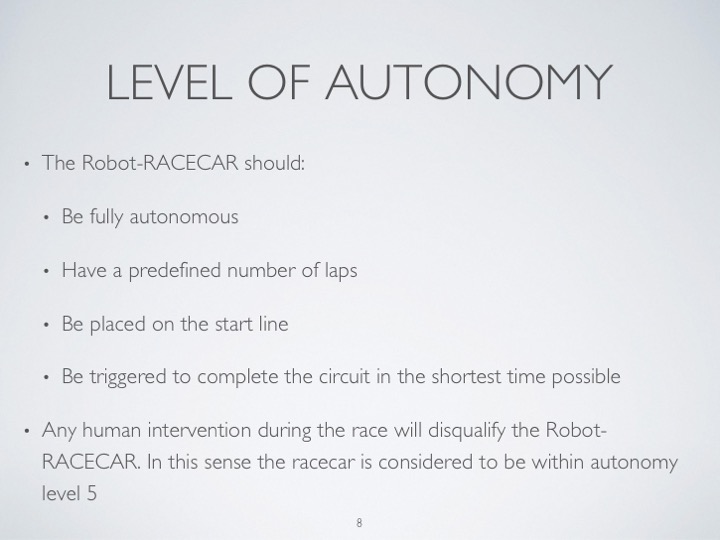 LEVEL OF AUTONOMY
• The Robot-RACECAR should:
• Be fully autonomous
• Have a predefined number of laps
• Be placed on the start line
• Be triggered to complete the circuit in the shortest time possible
• Any human intervention during the race will disqualify the Robot-
RACECAR. In this sense the racecar is considered to be within autonomy
level 5
8